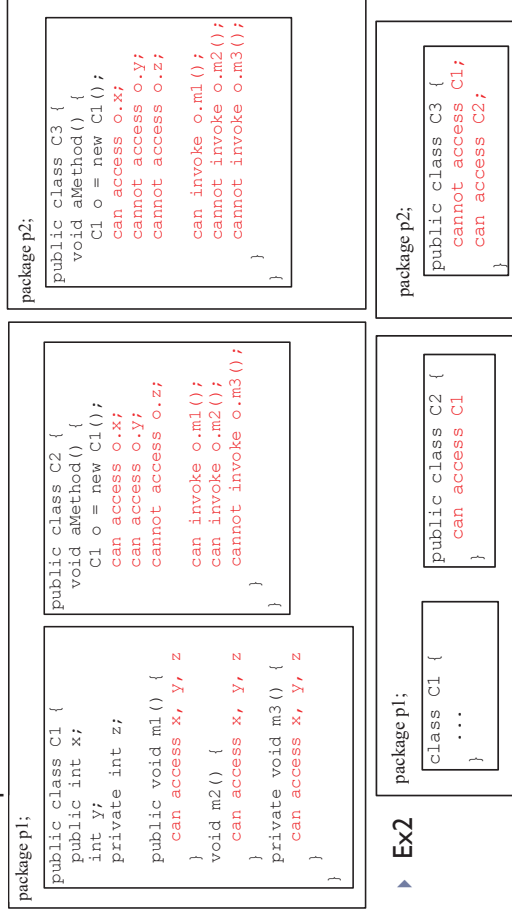 package p1;
public class C1 {
public int x;
int y;
private int z;
public void m1() {
can access x, y, z
}
void m2() {
can access x, y, z
}
private void m3() {
can access x, y, z
}
}
public class C2 {
void aMethod() {
C1 o = new C1();
can access o.x;
can access o.y;
cannot access o.z;
can invoke o.m1();
can invoke o.m2();
cannot invoke o.m3();
}
}
package p2;
public class C3 {
void aMethod() {
C1 o = new C1();
can access o.x;
cannot access o.y;
cannot access o.z;
can invoke o.m1();
cannot invoke o.m2();
cannot invoke o.m3();
}
}
Ex2
package p1;
class C1 {
...
}
public class C2 {
can access C1
}
package p2;
public class C3 {
cannot access C1;
can access C2;
}